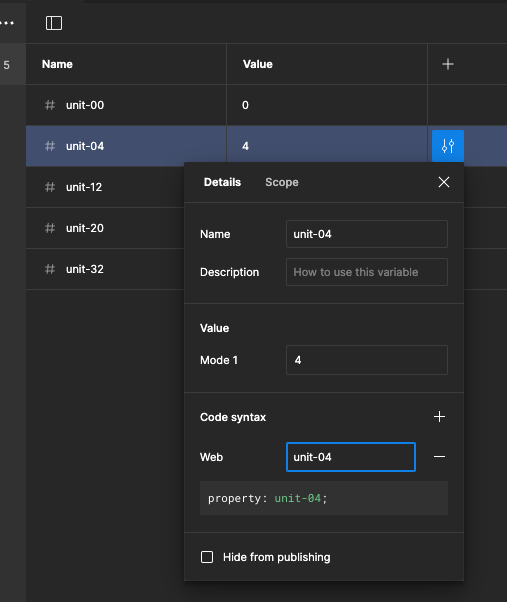 5
Name Value
# unit-00 0
# unit-04 4
# unit-12
# unit-20
# unit-32
Details Scope
Name unit-04
Description How to use this variable
Value
Mode 1 4
Code syntax
Web unit-04
property: unit-04;
Hide from publishing